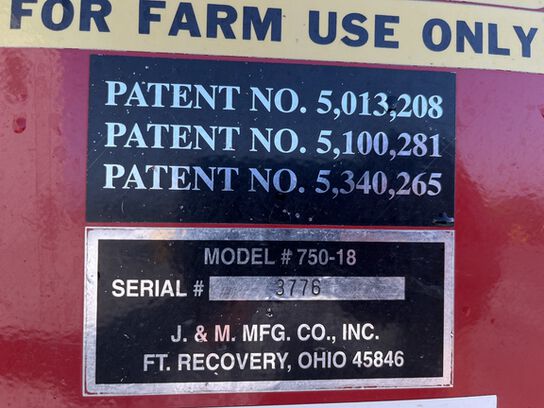 FOR FARM USE ONLY
PATENT NO. 5,013,208
PATENT NO. 5,100,281
PATENT NO. 5,340,265
MODEL # 750-18
SERIAL # 3776
J. & M. MFG. CO., INC.
FT. RECOVERY, OHIO 45846